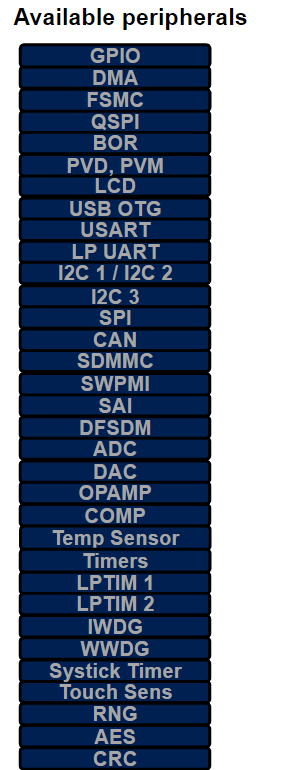 Available peripherals
GPIO
DMA
FSMC
QSPI
BOR
PVD, PVM
LCD
USB OTG
USART
LP UART
I2C 1 / I2C 2
I2C 3
SPI
CAN
SDMMC
SWPMI
SAI
DFSDM
ADC
DAC
OPAMP
COMP
Temp Sensor
Timers
LPTIM 1
LPTIM 2
IWDG
WWDG
Systick Timer
Touch Sens
RNG
AES
CRC